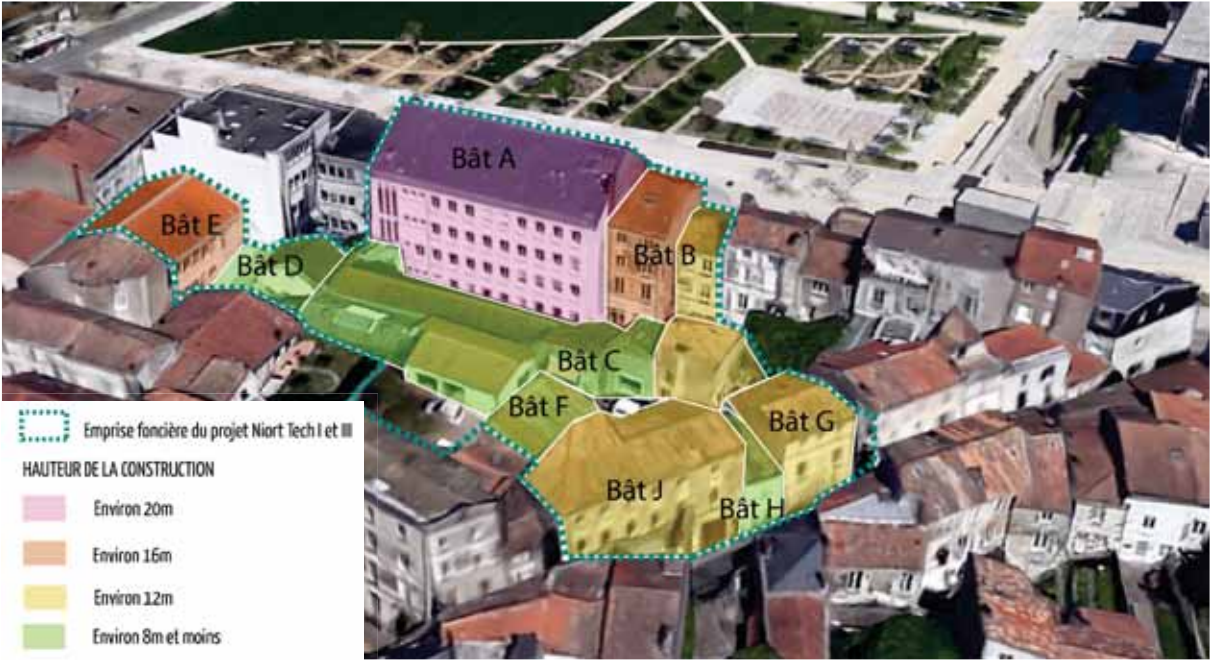 Bât A
Bât E
Bât B
Bât D
Bât C
Bât F
Bât G
Bât J
Bât H
Emprise foncière du projet Niort Tech I et III
HAUTEUR DE LA CONSTRUCTION
Environ 20m
Environ 16m
Environ 12m
Environ 8m et moins